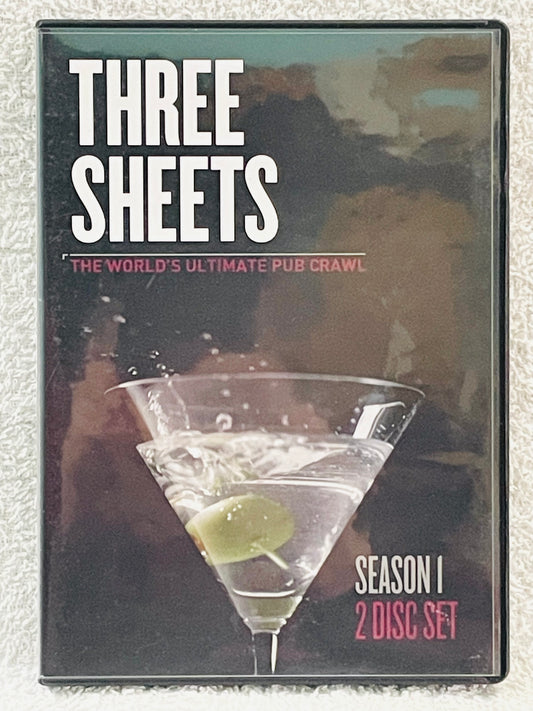 THREE
SHEETS
THE WORLD'S ULTIMATE PUB CRAWL
SEASON 1
2 DISC SET